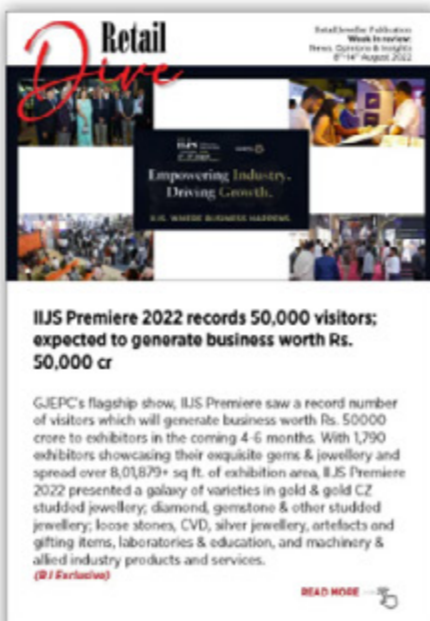 Retail
Dive
RetailJeweller Publication
Week in review:
News, Opinions & Insights
8th-14th August 2022
IIJS
Empowering Industry.
Driving Growth.
IIJS. WHERE BUSINESS HAPPENS
IIJS Premiere 2022 records 50,000 visitors;
expected to generate business worth Rs.
50,000 cr
GJEPC's flagship show, IIJS Premiere saw a record number
of visitors which will generate business worth Rs. 50000
crore to exhibitors in the coming 4-6 months. With 1,790
exhibitors showcasing their exquisite gems & jewellery and
spread over 8,01,879+ sq ft. of exhibition area, IIJS Premiere
2022 presented a galaxy of varieties in gold & gold CZ
studded jewellery; diamond, gemstone & other studded
jewellery; loose stones, CVD, silver jewellery, artefacts and
gifting items, laboratories & education, and machinery &
allied industry products and services.
(RJ Exclusive)
READ MORE